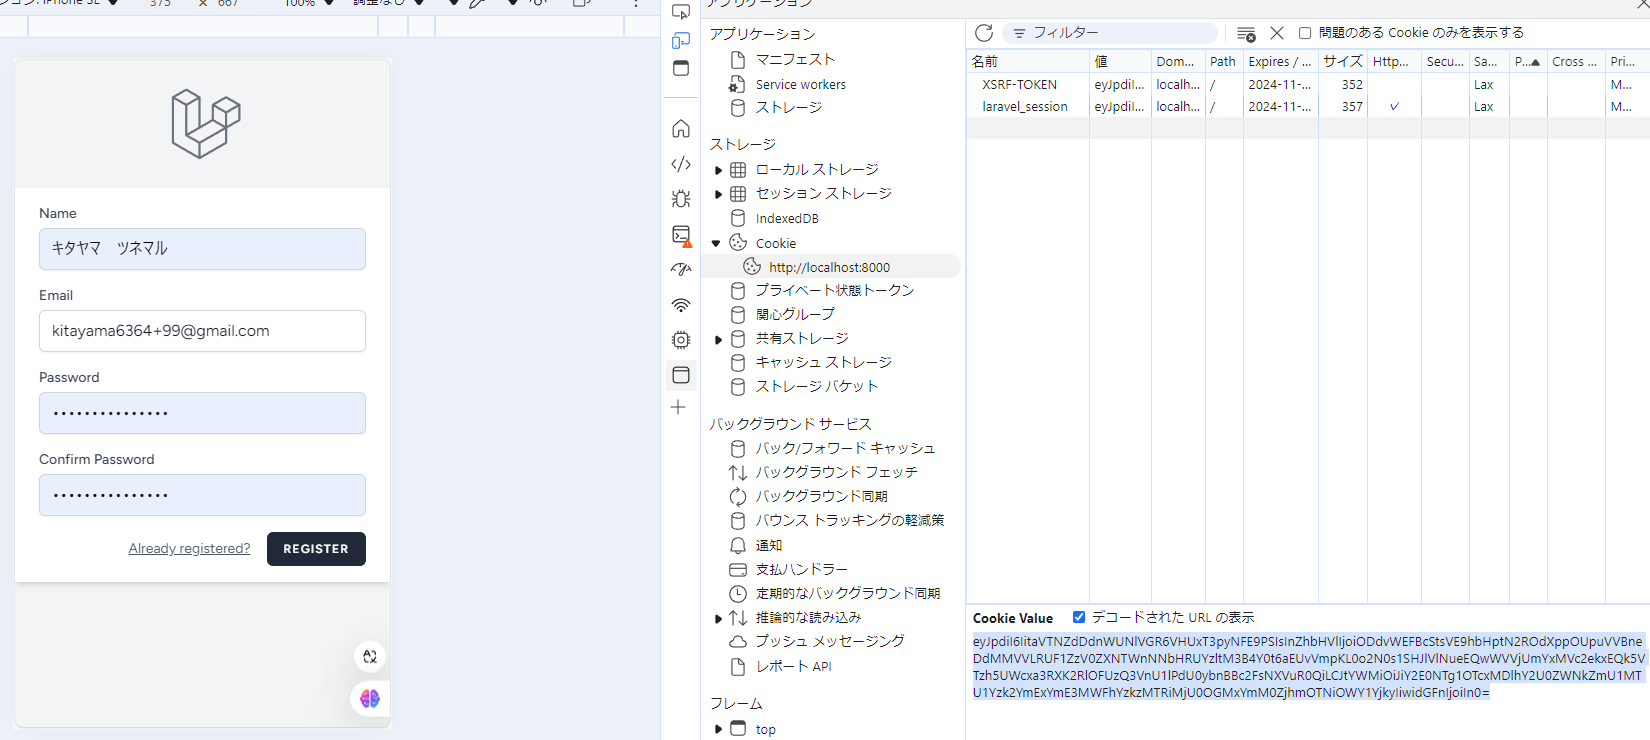 375 × 667 100% 調整なし
Name
キタヤマ　ツネマル
Email
kitayama6364+99@gmail.com
Password
•••••••••••••••
Confirm Password
•••••••••••••••
Already registered?
REGISTER
アプリケーション
アプリケーション
マニフェスト
Service workers
ストレージ
ストレージ
ローカル ストレージ
セッション ストレージ
IndexedDB
Cookie
http://localhost:8000
プライベート状態トークン
関心グループ
共有ストレージ
キャッシュ ストレージ
ストレージ バケット
バックグラウンド サービス
バック/フォワード キャッシュ
バックグラウンド フェッチ
バックグラウンド同期
バウンス トラッキングの軽減策
通知
支払ハンドラー
定期的なバックグラウンド同期
推論的な読み込み
プッシュ メッセージング
レポート API
フレーム
top
フィルター
問題のある Cookie のみを表示する
名前 値 Dom... Path Expires / ... サイズ Http... Secu... Sa... P...▲ Cross ... Pri
XSRF-TOKEN eyJpdil... localh... / 2024-11-... 352 Lax M...
laravel_session eyJpdil... localh... / 2024-11-... 357 ✓ Lax M...
Cookie Value デコードされた URL の表示